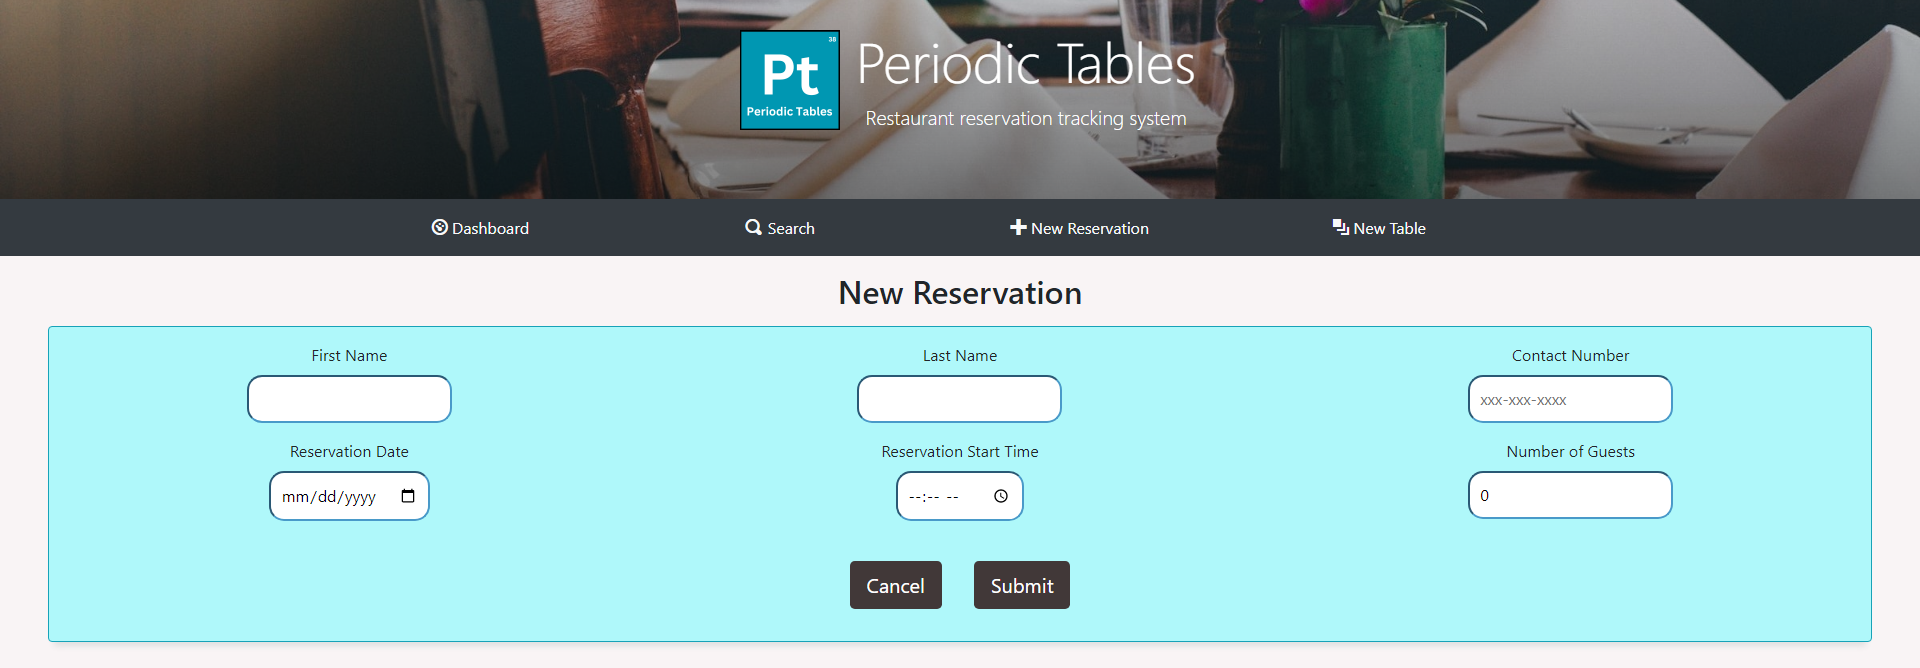 38
Pt
Periodic Tables
Periodic Tables
Restaurant reservation tracking system
Dashboard
Search
New Reservation
New Table
New Reservation
First Name
Last Name
Contact Number
xxx-xxx-xxxx
Reservation Date
Reservation Start Time
Number of Guests
mm/dd/yyyy
--:-- --
0
Cancel
Submit